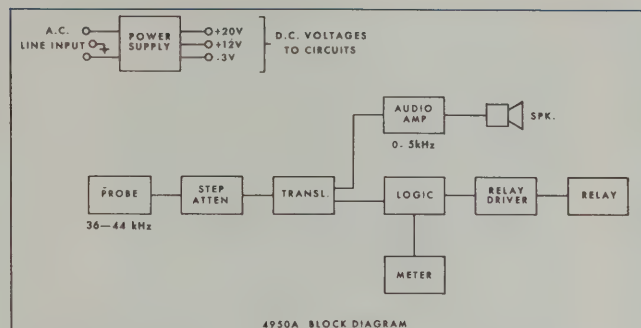 A.C.
LINE INPUT
POWER
SUPPLY
+20V
+12V
-3V
D.C. VOLTAGES
TO CIRCUITS
AUDIO
AMP
SPK.
0-5kHz
PROBE
STEP
ATTEN
TRANSL.
LOGIC
RELAY
DRIVER
RELAY
36—44 kHz
METER
4950A BLOCK DIAGRAM